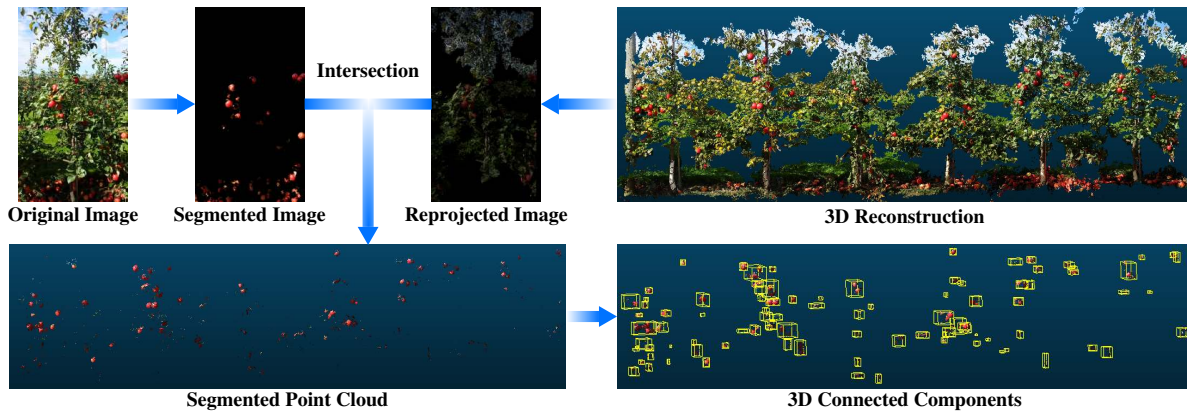 Intersection
Original Image
Segmented Image
Reprojected Image
3D Reconstruction
Segmented Point Cloud
3D Connected Components